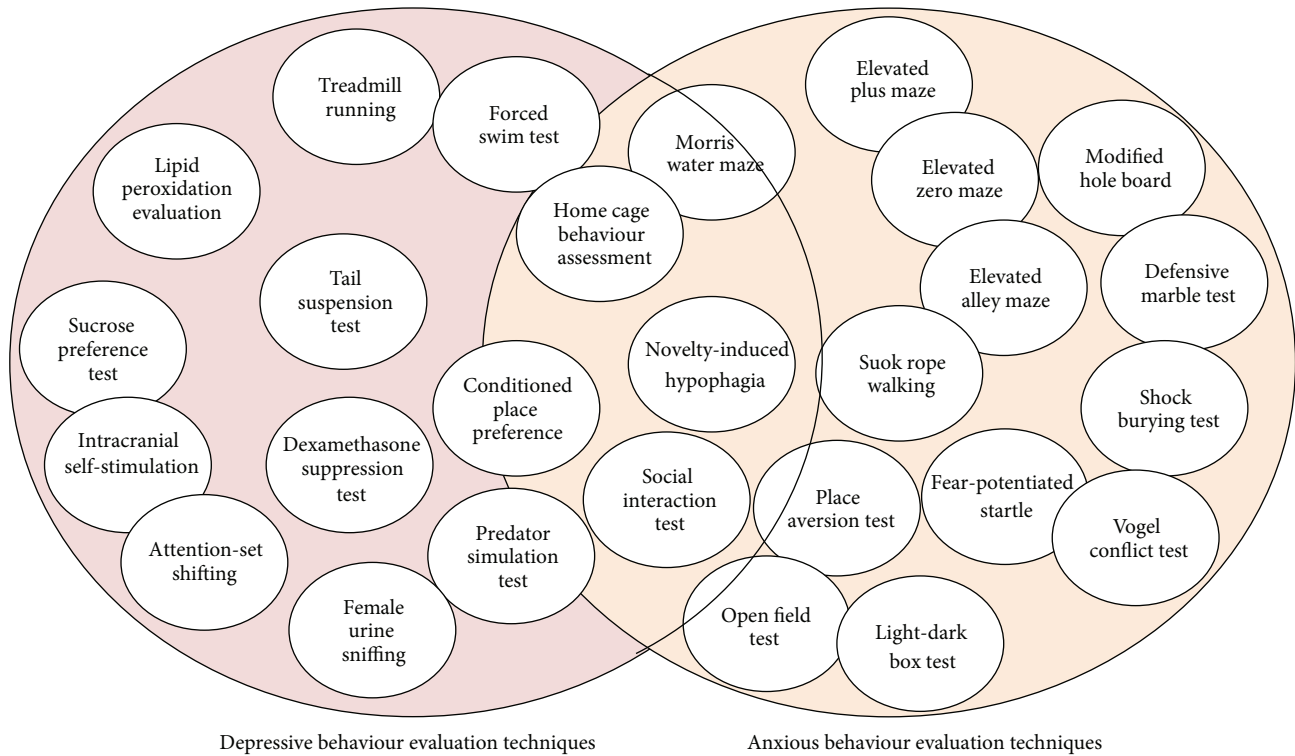 Treadmill
running
Forced
swim test
Lipid
peroxidation
evaluation
Tail
suspension
test
Sucrose
preference
test
Intracranial
self-stimulation
Dexamethasone
suppression
test
Attention-set
shifting
Female
urine
sniffing
Conditioned
place
preference
Predator
simulation
test
Home cage
behaviour
assessment
Morris
water maze
Novelty-induced
hypophagia
Social
interaction
test
Place
aversion test
Open field
test
Elevated
plus maze
Elevated
zero maze
Modified
hole board
Elevated
alley maze
Defensive
marble test
Suok rope
walking
Shock
burying test
Fear-potentiated
startle
Vogel
conflict test
Light-dark
box test
Depressive behaviour evaluation techniques
Anxious behaviour evaluation techniques